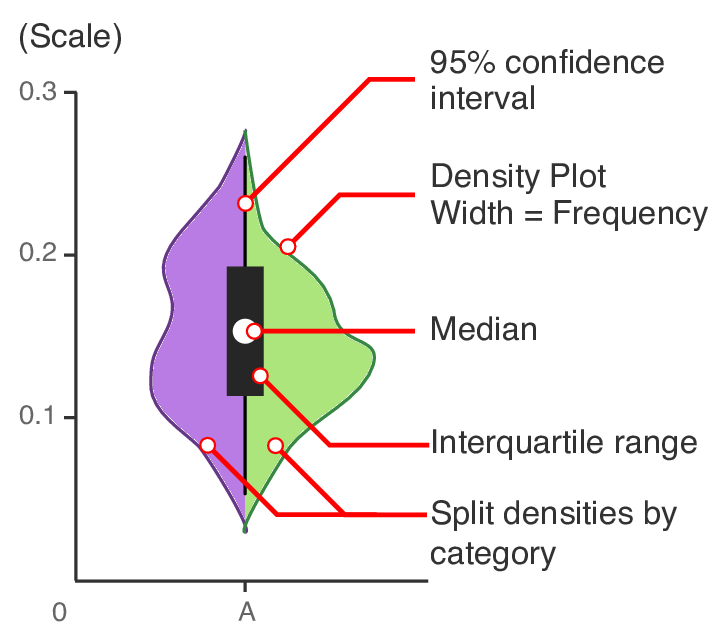 (Scale)
95% confidence
interval
0.3
Density Plot
Width = Frequency
0.2
Median
0.1
Interquartile range
Split densities by
category
0
A